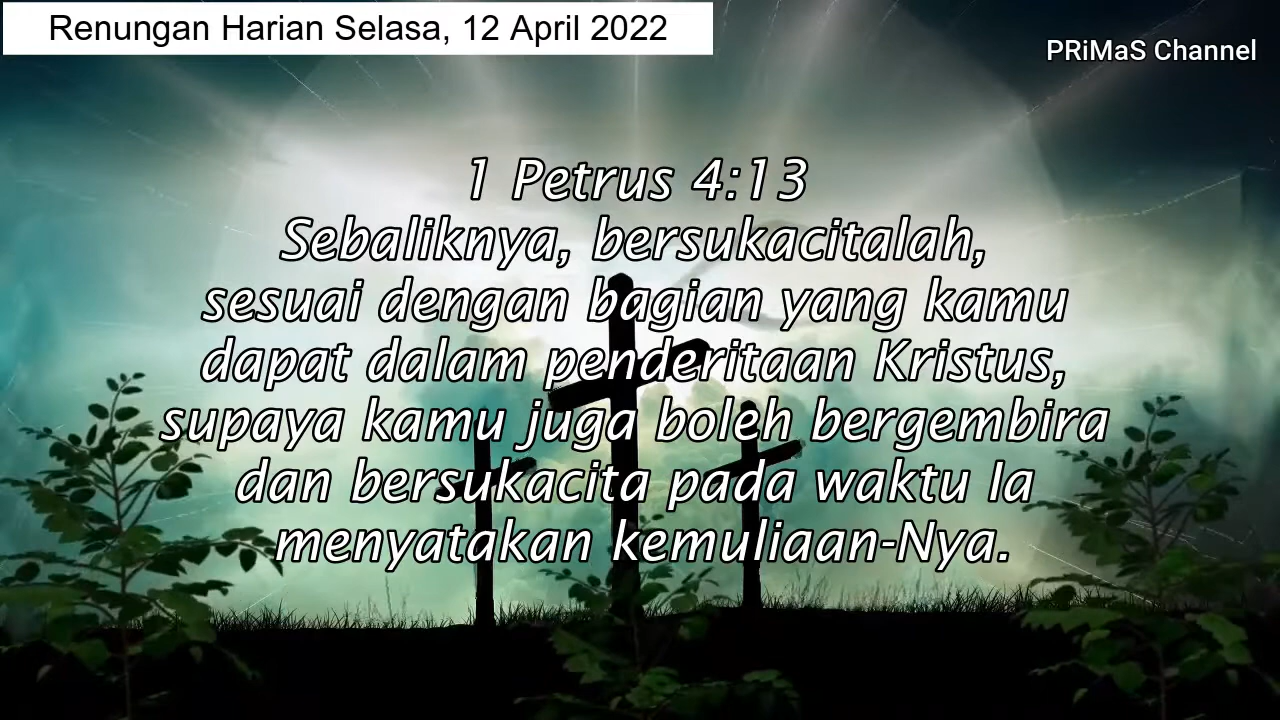 Renungan Harian Selasa, 12 April 2022
PRiMaS Channel
1 Petrus 4:13
Sebaliknya, bersukacitalah,
sesuai dengan bagian yang kamu
dapat dalam penderitaan Kristus,
supaya kamu juga boleh bergembira
dan bersukacita pada waktu Ia
menyatakan kemuliaan-Nya.